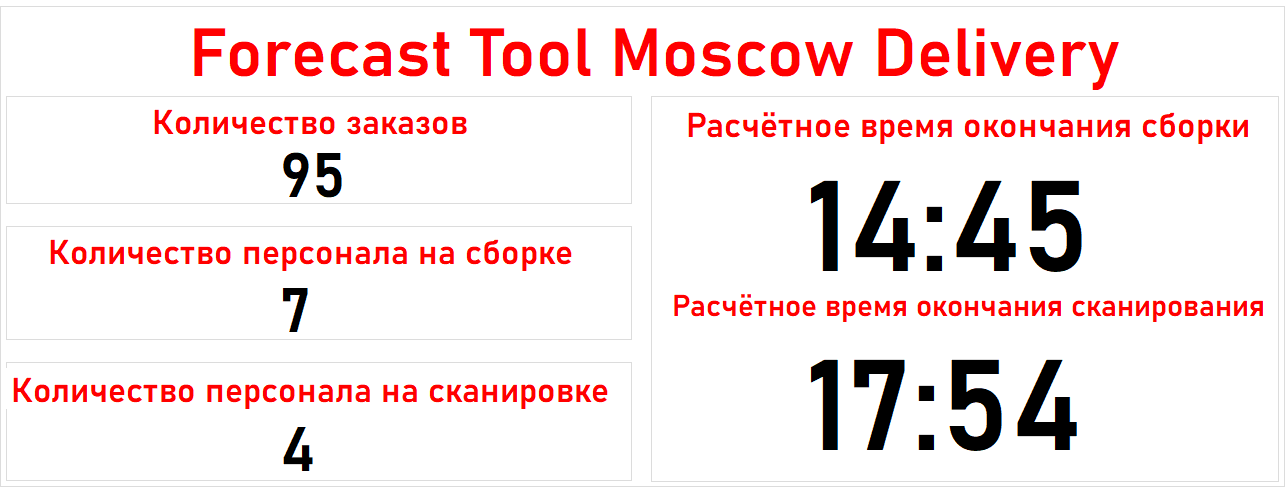 Forecast Tool Moscow Delivery
Количество заказов
95
Количество персонала на сборке
7
Количество персонала на сканировке
4
Расчётное время окончания сборки
14:45
Расчётное время окончания сканирования
17:54